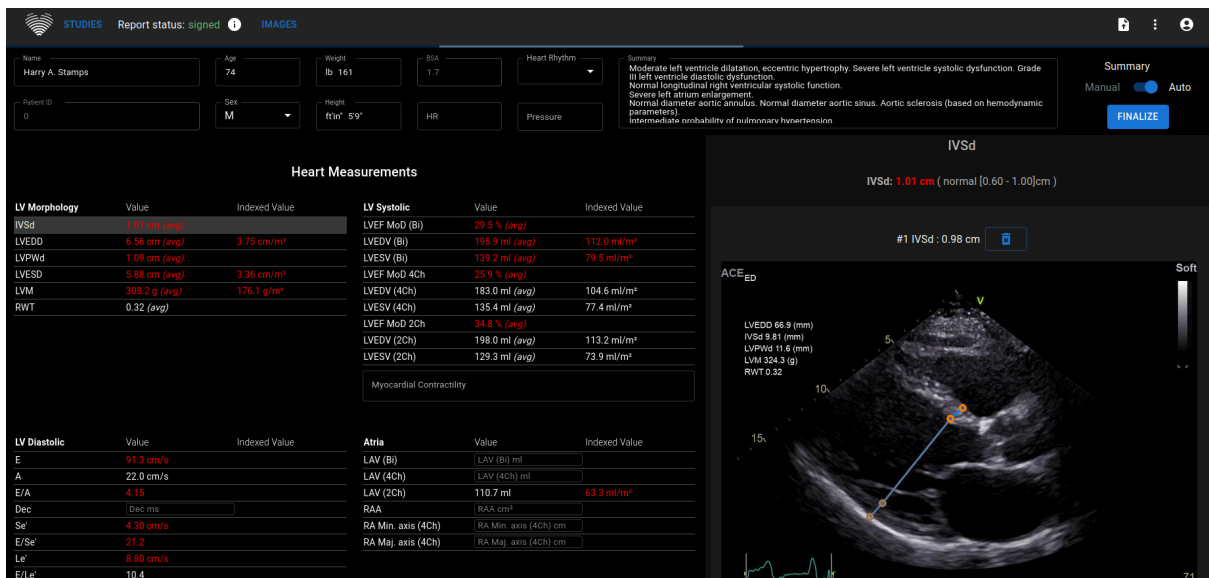 STUDIES Report status: signed i IMAGES
Name Age Weight BSA Heart Rhythm Summary
Harry A. Stamps 74 lb 161 1.7
Moderate left ventricle dilatation, eccentric hypertrophy. Severe left ventricle systolic dysfunction. Grade
III left ventricle diastolic dysfunction.
Normal longitudinal right ventricular systolic function.
Severe left atrium enlargement.
Normal diameter aortic annulus. Normal diameter aortic sinus. Aortic sclerosis (based on hemodynamic
parameters).
Intermediate probability of pulmonary hypertension
Patient ID Sex Height
0 M ft'in" 5'9" HR Pressure
Summary
Manual Auto
FINALIZE
Heart Measurements
LV Morphology Value Indexed Value
IVSd 1.01 cm (avg)
LVEDD 6.56 cm (avg) 3.75 cm/m²
LVPWd 1.09 cm (avg)
LVESD 5.88 cm (avg) 3.36 cm/m²
LVM 308.2 g (avg) 176.1 g/m²
RWT 0.32 (avg)
LV Systolic Value Indexed Value
LVEF MoD (Bi) 29.5 % (avg)
LVEDV (Bi) 195.9 ml (avg) 112.0 ml/m²
LVESV (Bi) 139.2 ml (avg) 79.5 ml/m²
LVEF MoD 4Ch 25.9 % (avg)
LVEDV (4Ch) 183.0 ml (avg) 104.6 ml/m²
LVESV (4Ch) 135.4 ml (avg) 77.4 ml/m²
LVEF MoD 2Ch 34.8 % (avg)
LVEDV (2Ch) 198.0 ml (avg) 113.2 ml/m²
LVESV (2Ch) 129.3 ml (avg) 73.9 ml/m²
Myocardial Contractility
LV Diastolic Value Indexed Value
E 91.3 cm/s
A 22.0 cm/s
E/A 4.15
Dec Dec ms
Se' 4.30 cm/s
E/Se' 21.2
Le' 8.80 cm/s
E/Le' 10.4
Atria Value Indexed Value
LAV (Bi) LAV (Bi) ml
LAV (4Ch) LAV (4Ch) ml
LAV (2Ch) 110.7 ml 63.3 ml/m²
RAA RAA cm²
RA Min. axis (4Ch) RA Min. axis (4Ch) cm
RA Maj. axis (4Ch) RA Maj. axis (4Ch) cm
IVSd
IVSd: 1.01 cm ( normal [0.60 - 1.00]cm )
#1 IVSd : 0.98 cm
ACE ED Soft
V
LVEDD 66.9 (mm)
IVSd 9.81 (mm)
LVPWd 11.6 (mm)
LVM 324.3 (g)
RWT 0.32
5
10
15
71